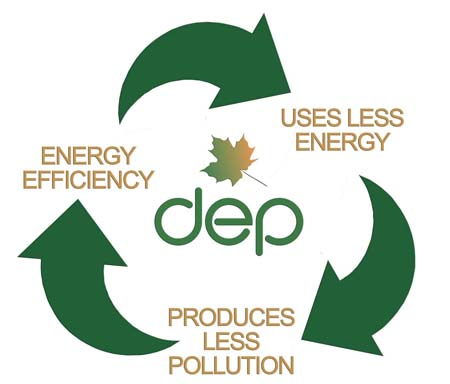 USES LESS
ENERGY
ENERGY
EFFICIENCY
dep
PRODUCES
LESS
POLLUTION